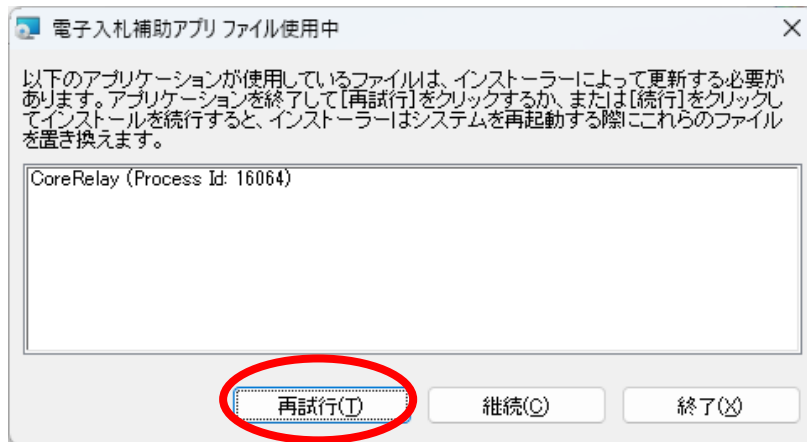 電子入札補助アプリ ファイル使用中
以下のアプリケーションが使用しているファイルは、インストーラーによって更新する必要が
あります。アプリケーションを終了して[再試行]をクリックするか、または[続行]をクリックし
てインストールを続行すると、インストーラーはシステムを再起動する際にこれらのファイル
を置き換えます。
CoreRelay (Process Id: 16064)
再試行(T)
継続(C)
終了(X)